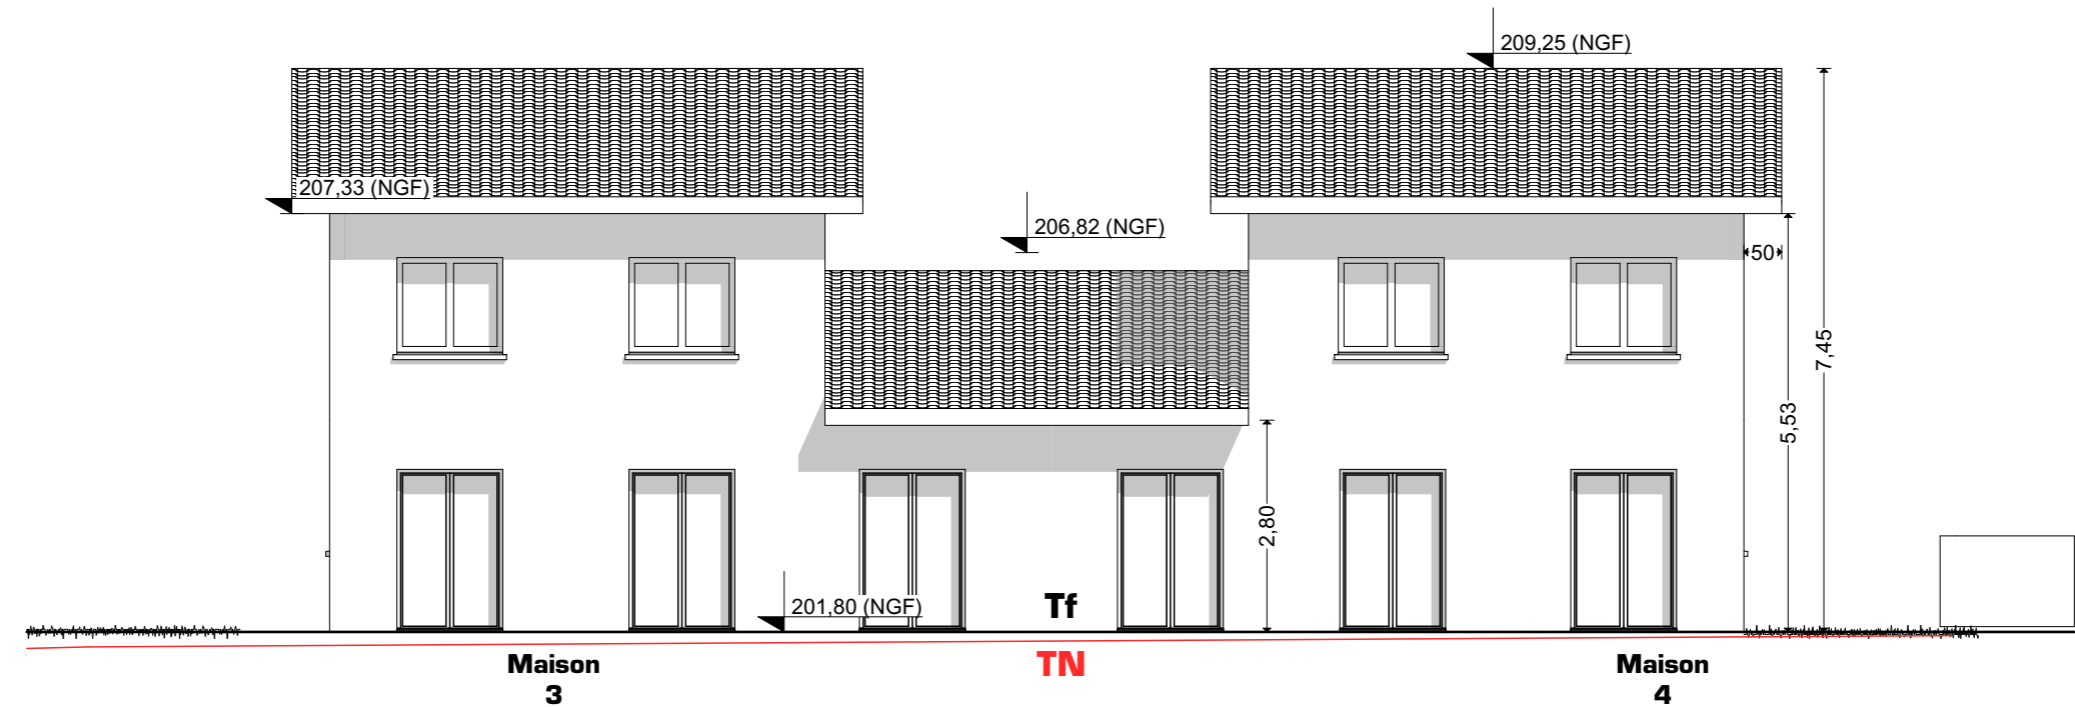 209,25 (NGF)
207,33 (NGF)
206,82 (NGF)
50
7,45
5,53
2,80
201,80 (NGF)
Tf
TN
Maison
3
Maison
4